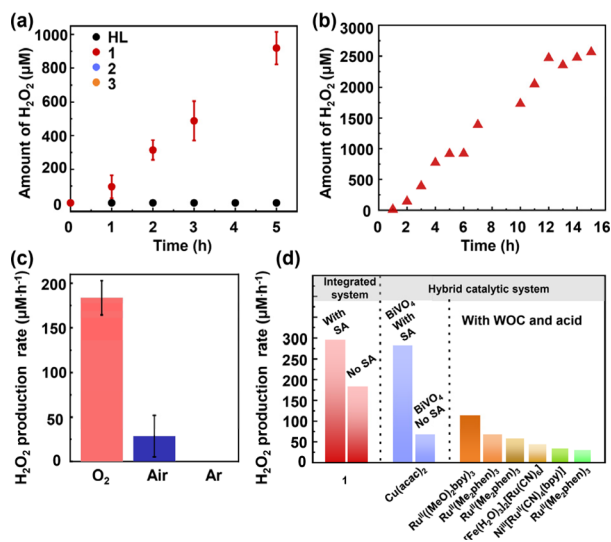 (a)
Amount of H₂O₂ (μM)
1000
800
600
400
200
0
HL
1
2
3
0 1 2 3 4 5
Time (h)
(b)
Amount of H₂O₂ (μM)
2500
2000
1500
1000
500
0
0 2 4 6 8 10 12 14 16
Time (h)
(c)
H₂O₂ production rate (μM·h⁻¹)
200
150
100
50
0
O₂ Air Ar
(d)
H₂O₂ production rate (μM·h⁻¹)
Integrated
system
Hybrid catalytic system
With SA
No SA
BiVO₄
With
SA
BiVO₄
No SA
With WOC and acid
300
250
200
150
100
50
0
1
Cu(acac)₂
Ruᴵᴵ((MeO)₂bpy)₃
Ruᴵᴵ(Me₂phen)₃
Ruᴵᴵ(Me₂phen)₃
[Fe(H₂O)₃]₂[Ru(CN)₆]
Niᴵᴵ[Ruᴵᴵ(CN)₄(bpy)]
Ruᴵᴵ(Me₂phen)₃